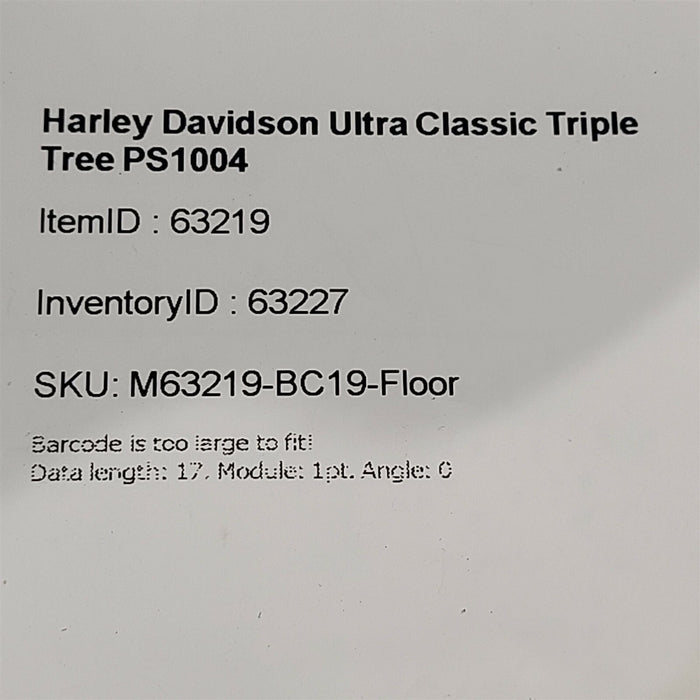 Harley Davidson Ultra Classic Triple
Tree PS1004
ItemID : 63219
InventoryID : 63227
SKU: M63219-BC19-Floor
Barcode is too large to fit!
Data length: 17. Module: 1pt. Angle: 0